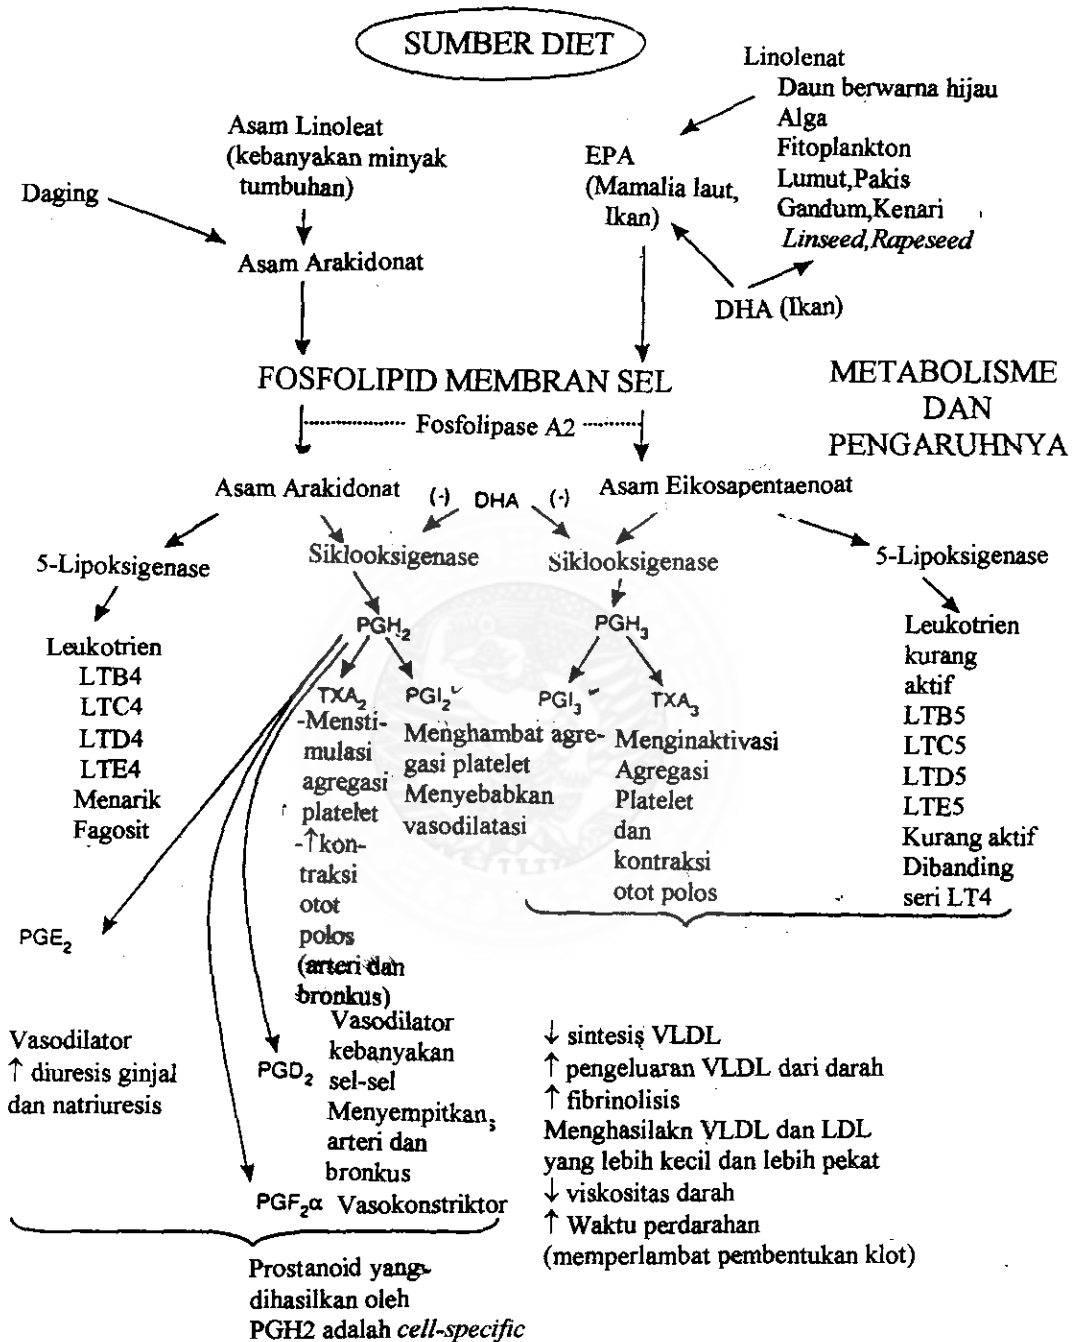 SUMBER DIET
Linolenat
Daun berwarna hijau
Alga
Fitoplankton
Lumut,Pakis
Gandum,Kenari
Linseed,Rapeseed
Asam Linoleat
(kebanyakan minyak
tumbuhan)
EPA
(Mamalia laut,
Ikan)
Daging
Asam Arakidonat
DHA (Ikan)
FOSFOLIPID MEMBRAN SEL
METABOLISME
DAN
PENGARUHNYA
Fosfolipase A2
Asam Arakidonat
(-) DHA (-)
Asam Eikosapentaenoat
5-Lipoksigenase
Siklooksigenase
Siklooksigenase
5-Lipoksigenase
Leukotrien
LTB4
LTC4
LTD4
LTE4
Menarik
Fagosit
PGH₂
PGH₃
Leukotrien
kurang
aktif
LTB5
LTC5
LTD5
LTE5
Kurang aktif
Dibanding
seri LT4
TXA₂
-Mensti-
mulasi
agregasi
platelet
-↑kon-
traksi
otot
polos
(arteri dan
bronkus)
PGI₂
Menghambat agre-
gasi platelet
Menyebabkan
vasodilatasi
PGI₃
TXA₃
Menginaktivasi
Agregasi
Platelet
dan
kontraksi
otot polos
PGE₂
Vasodilator
↑ diuresis ginjal
dan natriuresis
PGD₂
Vasodilator
kebanyakan
sel-sel
Menyempitkan
arteri dan
bronkus
PGF₂α Vasokonstriktor
↓ sintesis VLDL
↑ pengeluaran VLDL dari darah
↑ fibrinolisis
Menghasilakn VLDL dan LDL
yang lebih kecil dan lebih pekat
↓ viskositas darah
↑ Waktu perdarahan
(memperlambat pembentukan klot)
Prostanoid yang
dihasilkan oleh
PGH2 adalah cell-specific